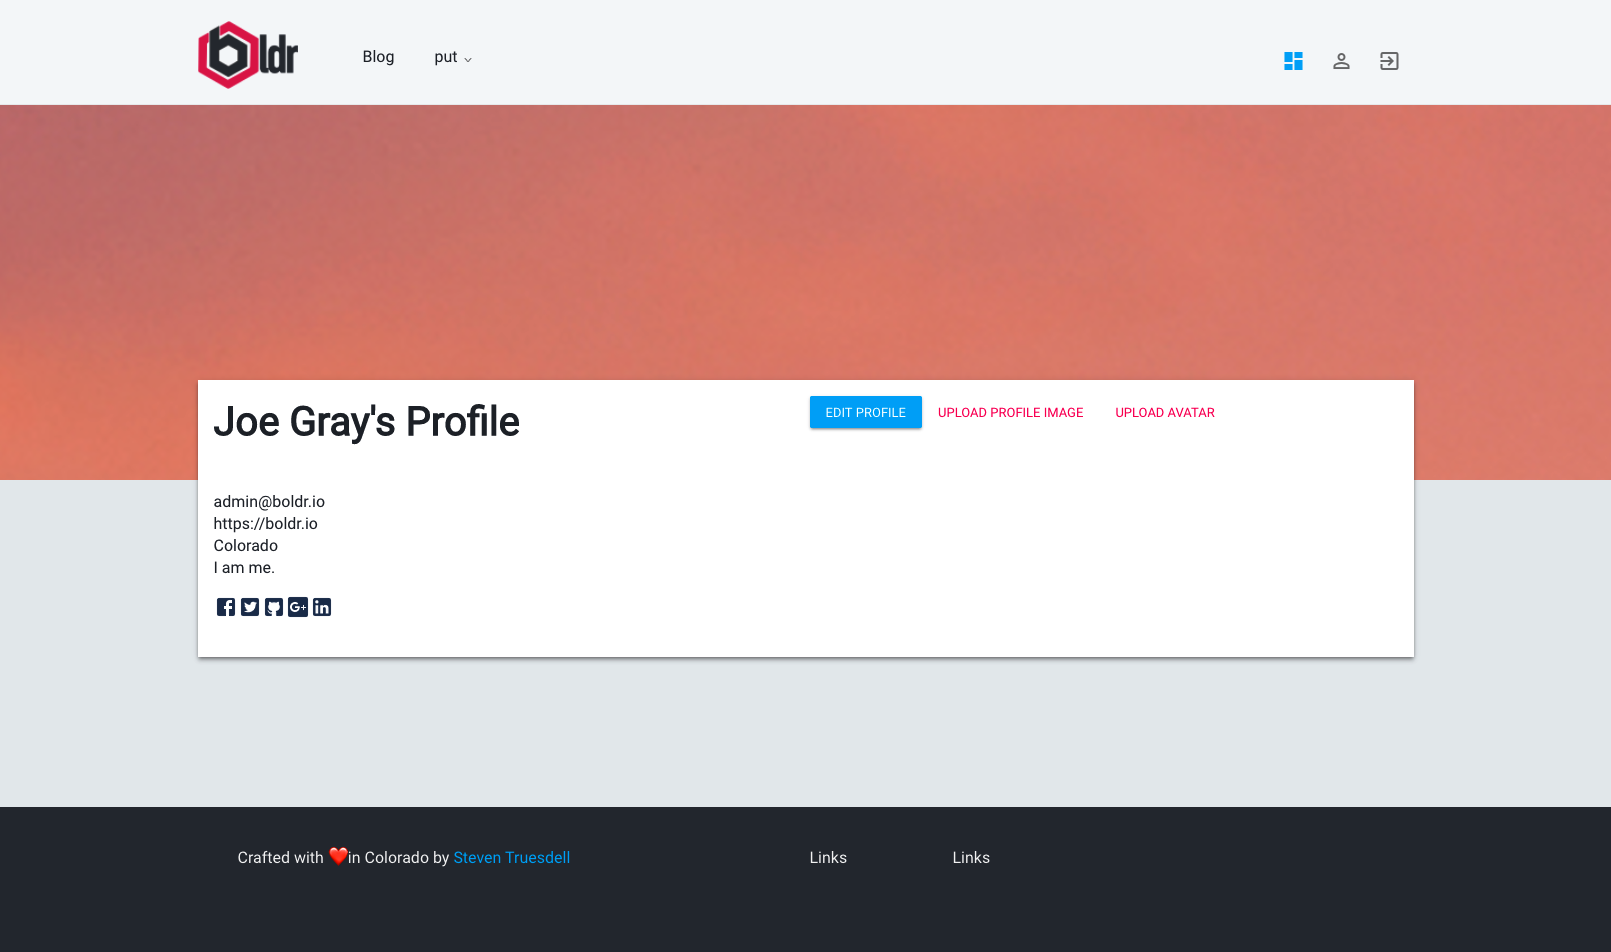 boldr
Blog
put
Joe Gray's Profile
EDIT PROFILE
UPLOAD PROFILE IMAGE
UPLOAD AVATAR
admin@boldr.io
https://boldr.io
Colorado
I am me.
Crafted with ❤️in Colorado by Steven Truesdell
Links
Links